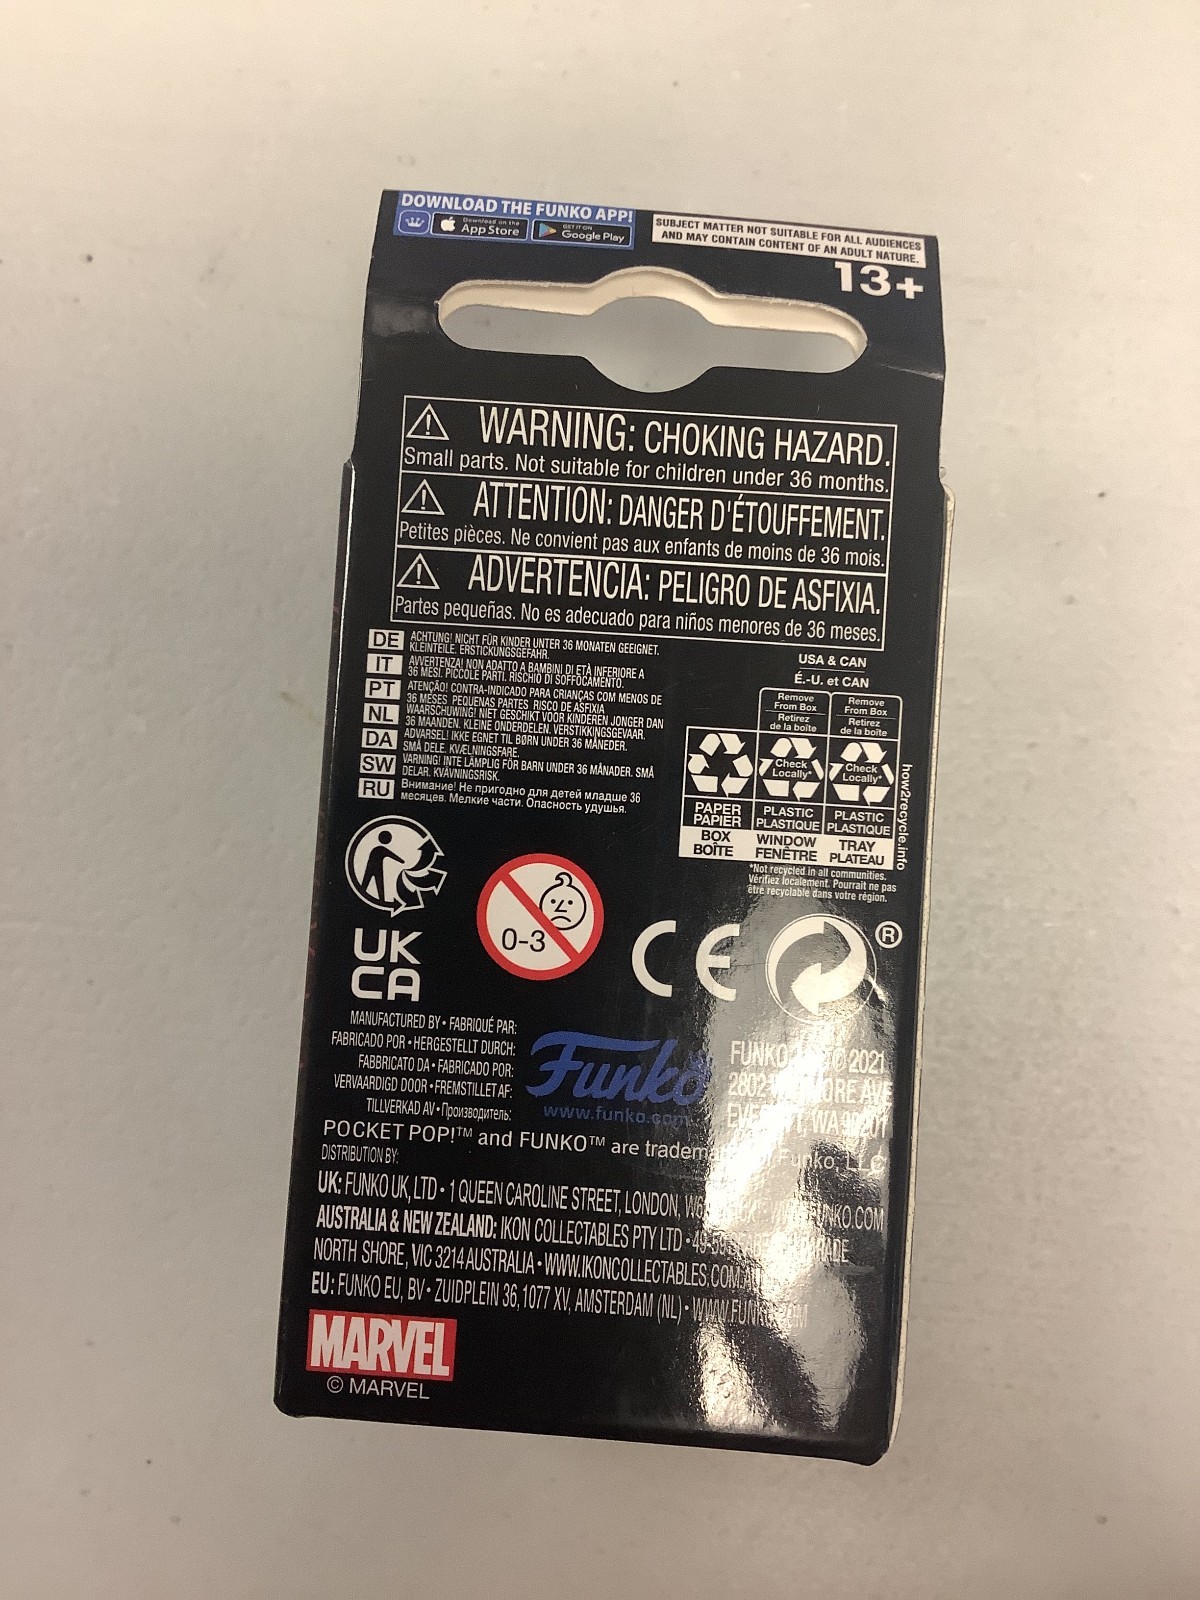 DOWNLOAD THE FUNKO APP!
Download on the
App Store
GET IT ON
Google Play
SUBJECT MATTER NOT SUITABLE FOR ALL AUDIENCES
AND MAY CONTAIN CONTENT OF AN ADULT NATURE.
13+
WARNING: CHOKING HAZARD.
Small parts. Not suitable for children under 36 months.
ATTENTION: DANGER D'ÉTOUFFEMENT.
Petites pièces. Ne convient pas aux enfants de moins de 36 mois.
ADVERTENCIA: PELIGRO DE ASFIXIA.
Partes pequeñas. No es adecuado para niños menores de 36 meses.
DE ACHTUNG! NICHT FÜR KINDER UNTER 36 MONATEN GEEIGNET.
KLEINTEILE. ERSTICKUNGSGEFAHR.
IT AVVERTENZA! NON ADATTO A BAMBINI DI ETÀ INFERIORE A
36 MESI. PICCOLE PARTI. RISCHIO DI SOFFOCAMENTO.
PT ATENÇÃO! CONTRA-INDICADO PARA CRIANÇAS COM MENOS DE
36 MESES PEQUENAS PARTES RISCO DE ASFIXIA
NL WAARSCHUWING! NIET GESCHIKT VOOR KINDEREN JONGER DAN
36 MAANDEN. KLEINE ONDERDELEN. VERSTIKKINGSGEVAAR.
DA ADVARSEL! IKKE EGNET TIL BØRN UNDER 36 MÅNEDER.
SMÅ DELE. KVÆLNINGSFARE.
SW VARNING! INTE LÄMPLIG FÖR BARN UNDER 36 MÅNADER. SMÅ
DELAR. KVÄVNINGSRISK.
RU Внимание! Не пригодно для детей младше 36
месяцев. Мелкие части. Опасность удушья.
USA & CAN
É.-U. et CAN
Remove
From Box
Retirez
de la boîte
Remove
From Box
Retirez
de la boîte
Check
Locally*
Check
Locally*
PAPER
PAPIER
PLASTIC
PLASTIQUE
PLASTIC
PLASTIQUE
BOX
BOÎTE
WINDOW
FENÊTRE
TRAY
PLATEAU
how2recycle.info
*Not recycled in all communities.
Vérifiez localement. Pourrait ne pas
être recyclable dans votre région.
UK
CA
0-3
CE
®
MANUFACTURED BY • FABRIQUÉ PAR:
FABRICADO POR • HERGESTELLT DURCH:
FABBRICATO DA • FABRICADO POR:
VERVAARDIGD DOOR • FREMSTILLET AF:
TILLVERKAD AV • Производитель:
Funko
www.funko.com
FUNKO © 2021
AVE
WA
POCKET POP!™ and FUNKO™ are Funko, LLC
DISTRIBUTION BY:
UK: FUNKO UK, LTD • 1 QUEEN CAROLINE STREET, LONDON,
AUSTRALIA & NEW ZEALAND: IKON COLLECTABLES PTY LTD •
NORTH SHORE, VIC 3214 AUSTRALIA • WWW.IKONCOLLECTABLES.COM.AU
EU: FUNKO EU, BV • ZUIDPLEIN 36, 1077 XV, AMSTERDAM (NL) •
MARVEL
© MARVEL